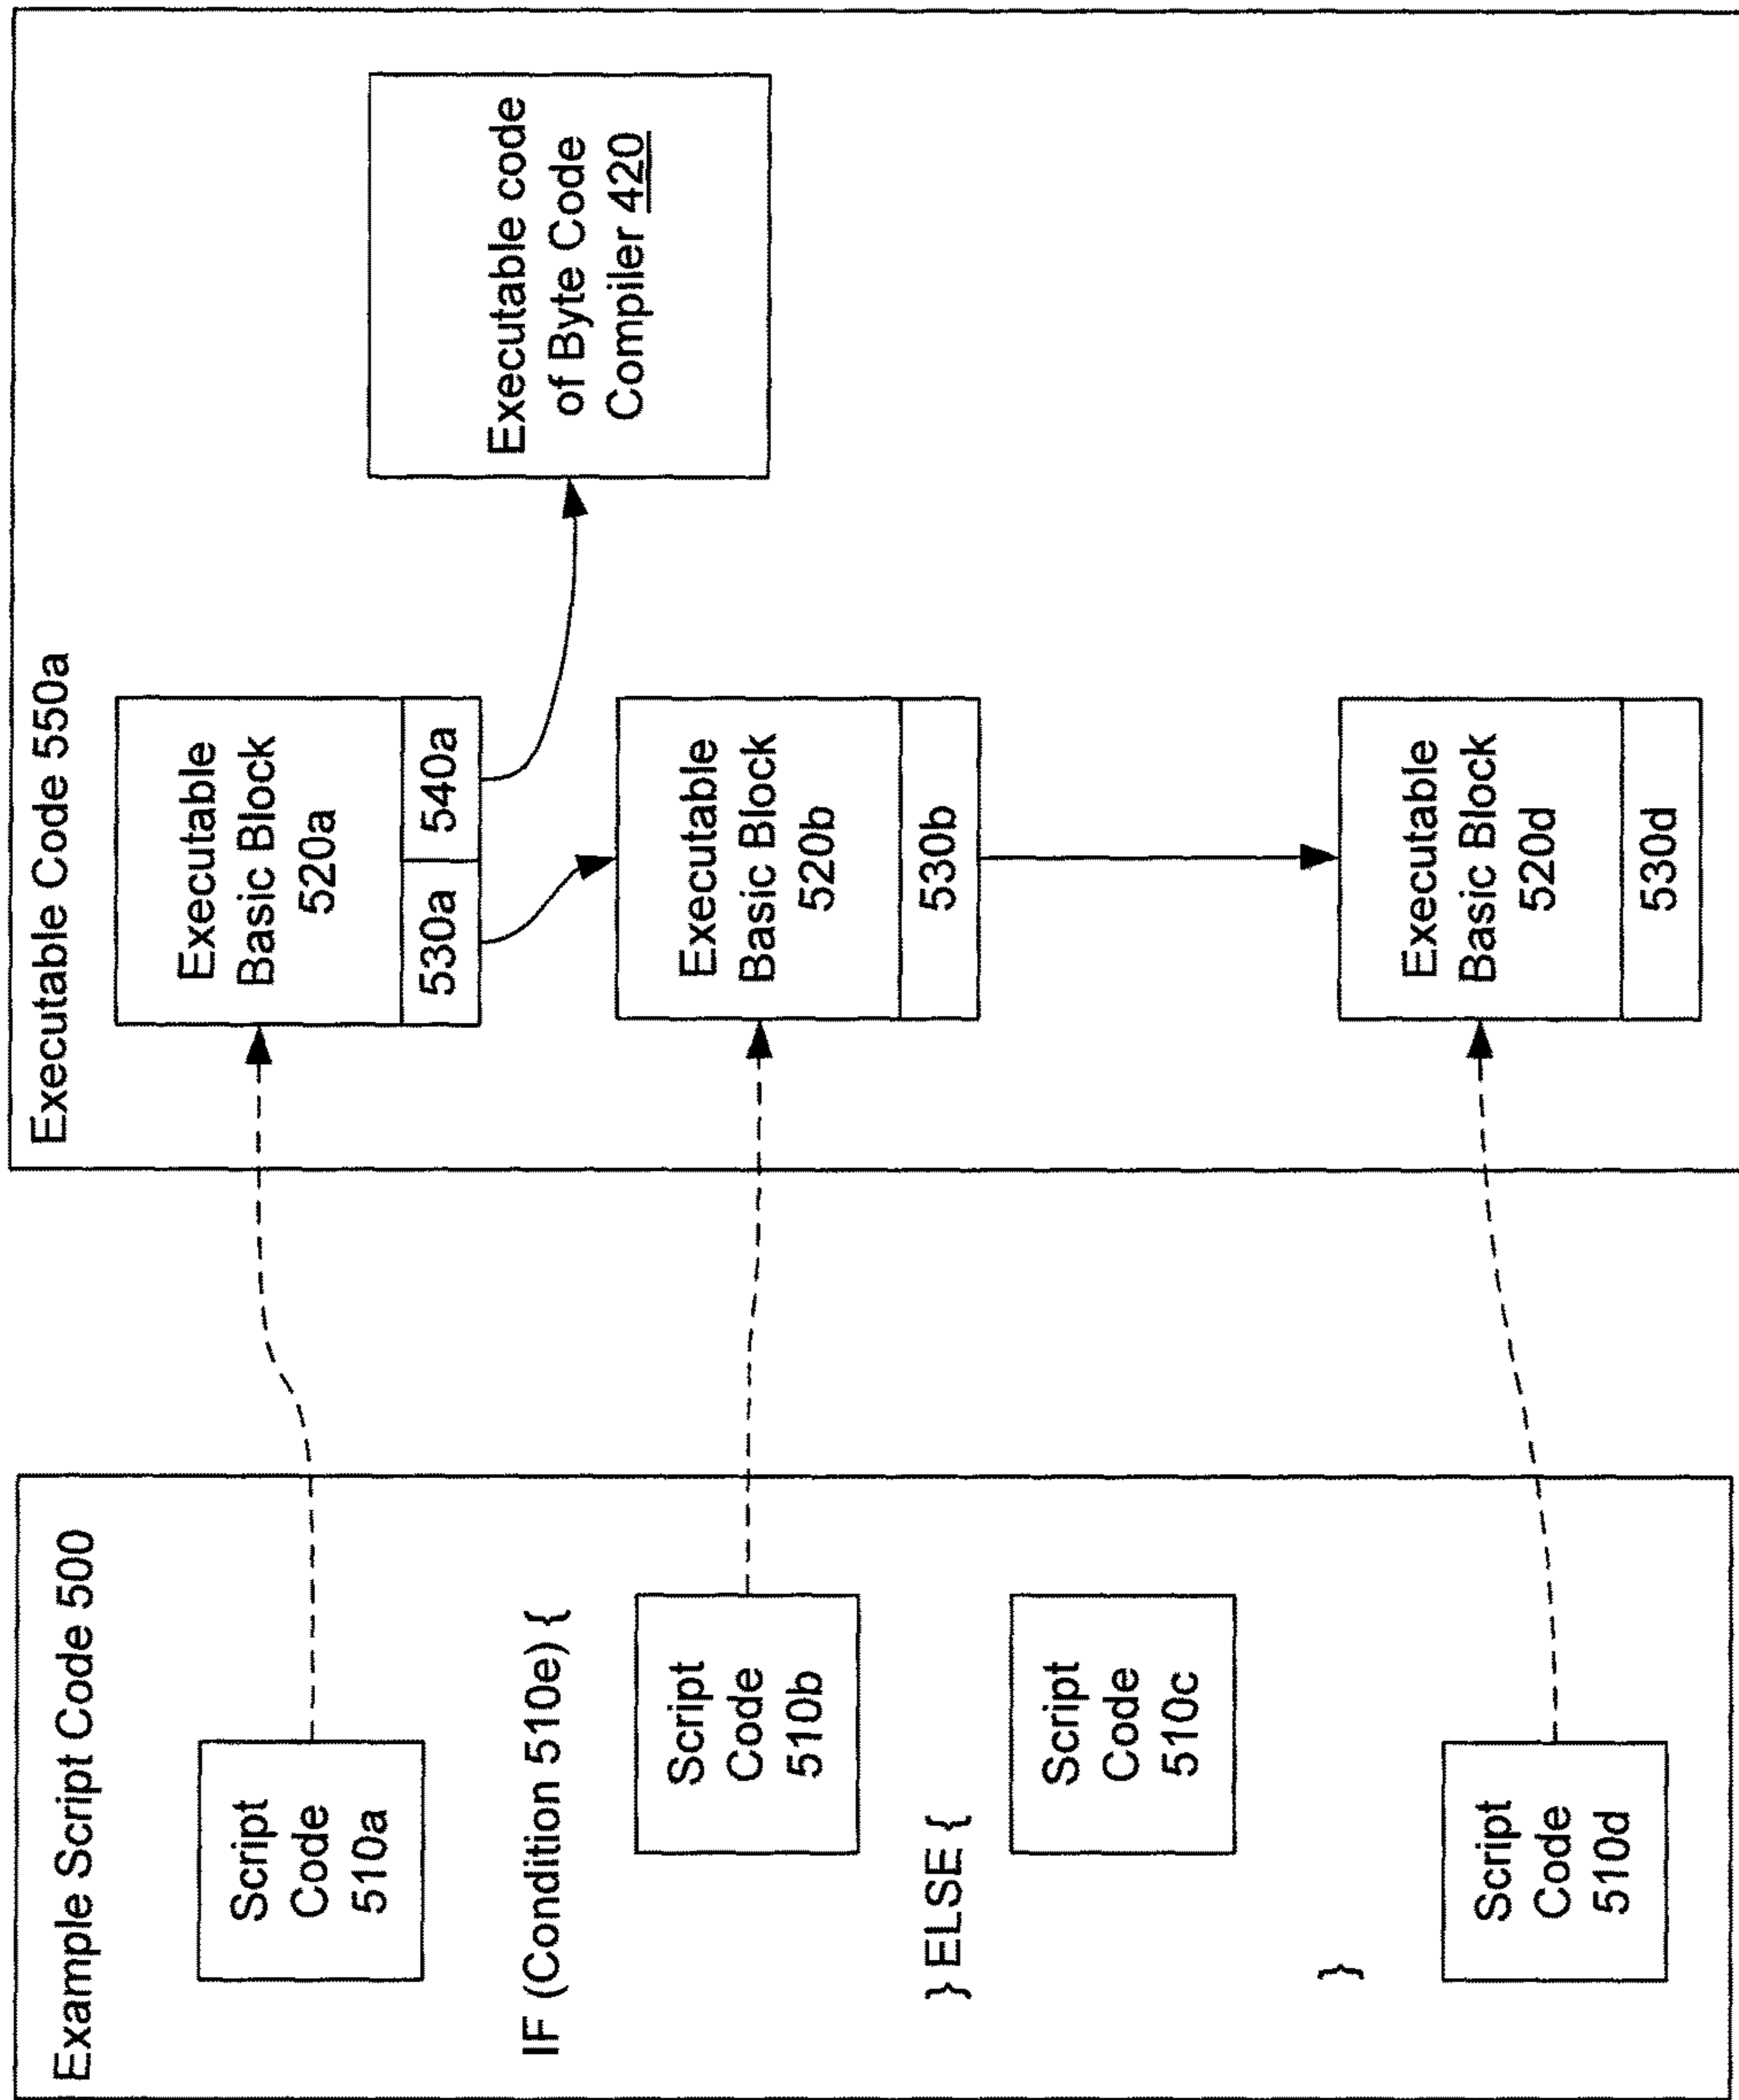 Example Script Code 500
Script
Code
510a
IF (Condition 510e) {
Script
Code
510b
} ELSE {
Script
Code
510c
}
Script
Code
510d
Executable Code 550a
Executable
Basic Block
520a
530a
540a
Executable code
of Byte Code
Compiler 420
Executable
Basic Block
520b
530b
Executable
Basic Block
520d
530d